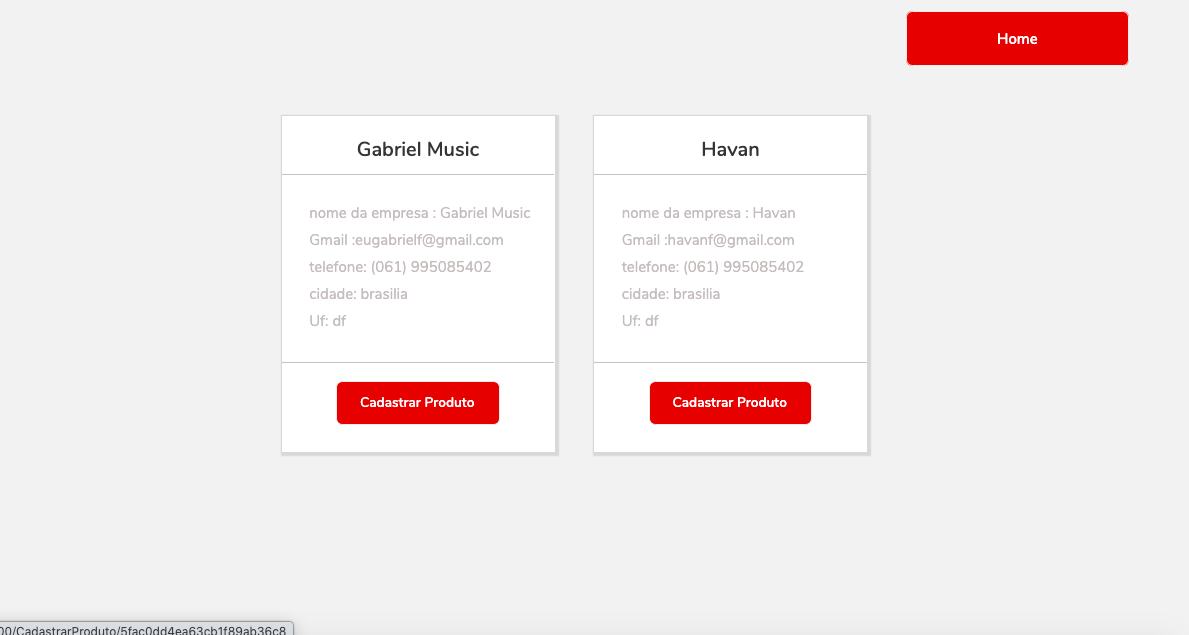 Home
Gabriel Music
nome da empresa : Gabriel Music
Gmail :eugabrielf@gmail.com
telefone: (061) 995085402
cidade: brasilia
Uf: df
Cadastrar Produto
Havan
nome da empresa : Havan
Gmail :havanf@gmail.com
telefone: (061) 995085402
cidade: brasilia
Uf: df
Cadastrar Produto
00/CadastrarProduto/5fac0dd4ea63cb1f89ab36c8